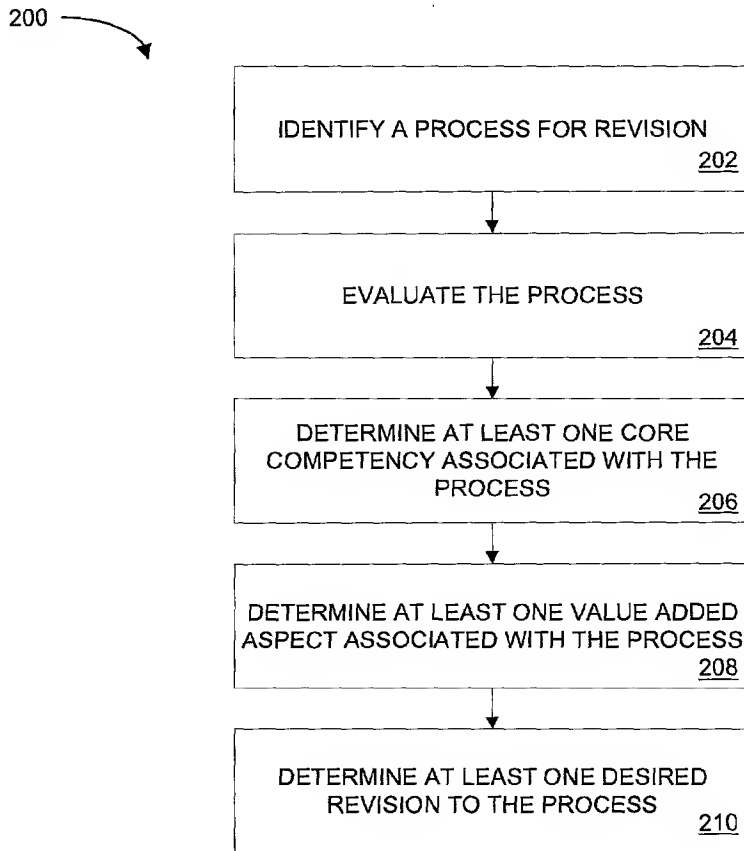 200
IDENTIFY A PROCESS FOR REVISION
202
EVALUATE THE PROCESS
204
DETERMINE AT LEAST ONE CORE
COMPETENCY ASSOCIATED WITH THE
PROCESS
206
DETERMINE AT LEAST ONE VALUE ADDED
ASPECT ASSOCIATED WITH THE PROCESS
208
DETERMINE AT LEAST ONE DESIRED
REVISION TO THE PROCESS
210